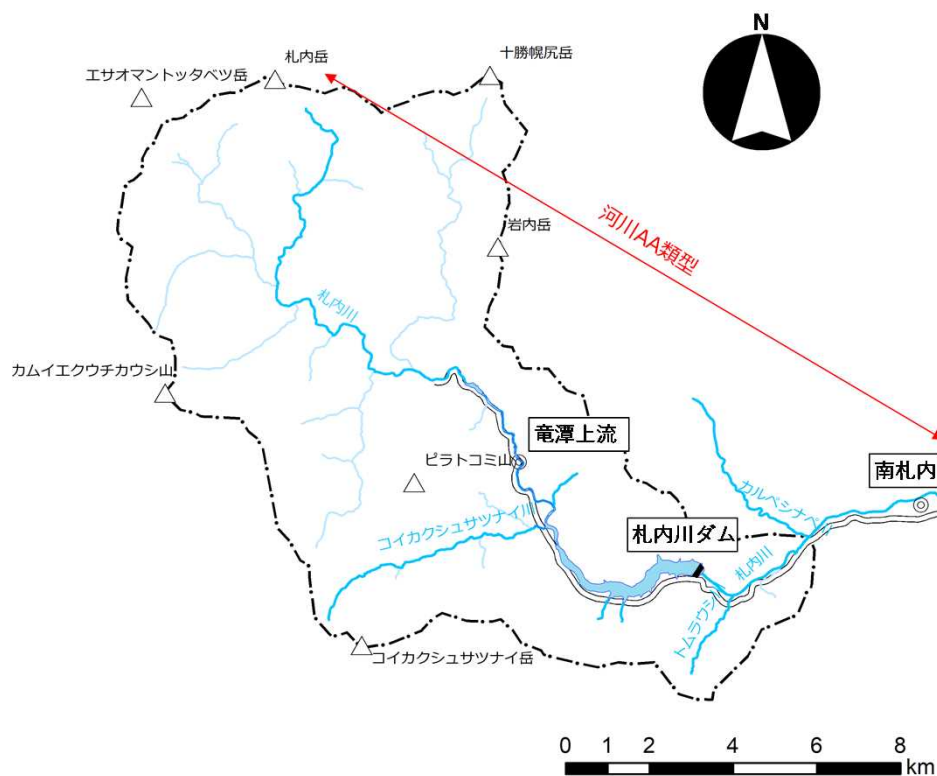 N
十勝幌尻岳
札内岳
エサオマントッタベツ岳
河川AA類型
岩内岳
札内川
カムイエクウチカウシ山
竜潭上流
ピラトコミ山
南札内
カルベシナベ
コイカクシュサツナイ川
札内川ダム
札内川
トムラウシ
コイカクシュサツナイ岳
0 1 2 4 6 8
km